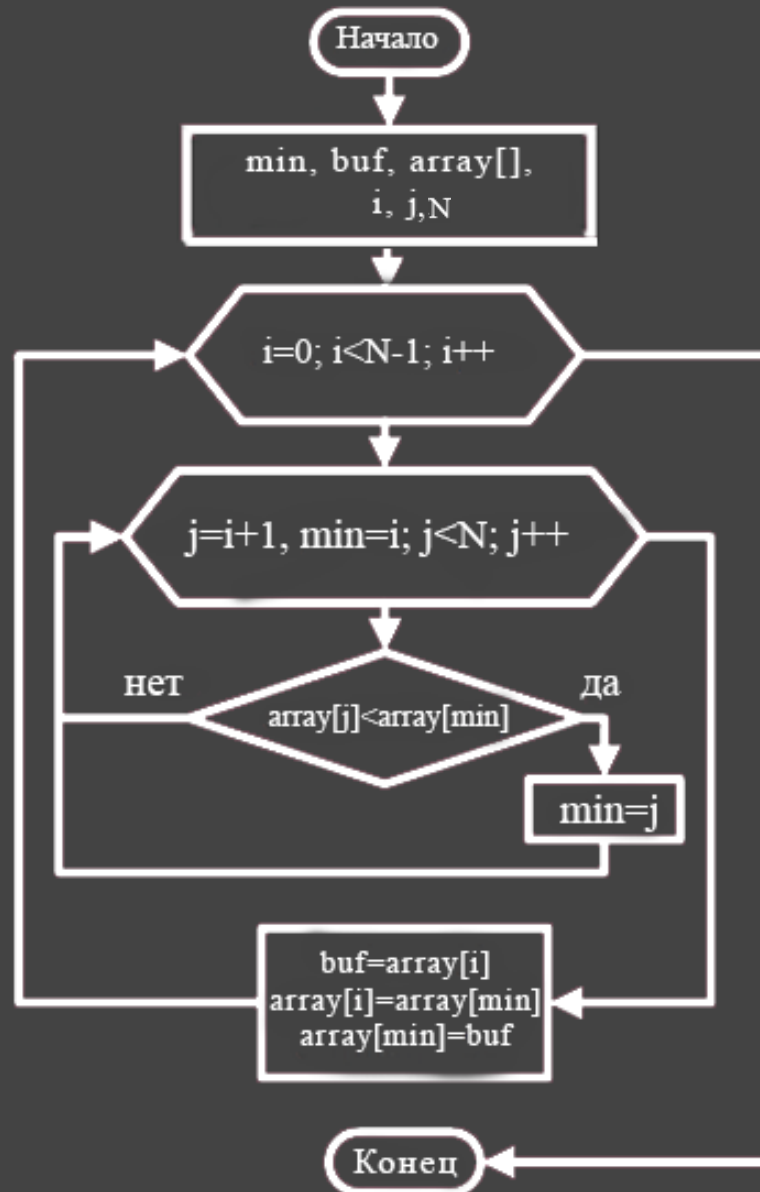 Начало
min, buf, array[],
i, j,N
i=0; i<N-1; i++
j=i+1, min=i; j<N; j++
нет
да
array[j]<array[min]
min=j
buf=array[i]
array[i]=array[min]
array[min]=buf
Конец